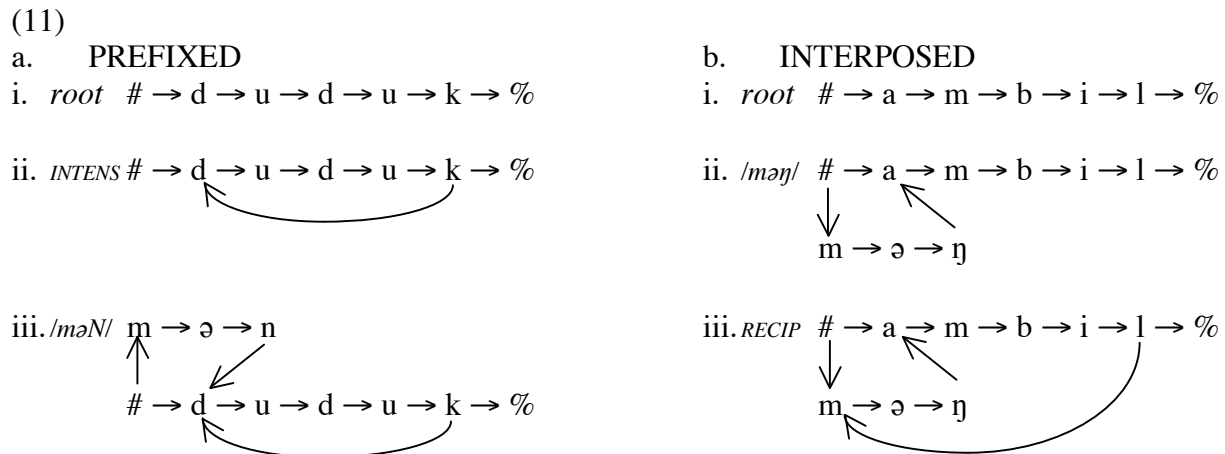 (11)
a. PREFIXED
i. root # → d → u → d → u → k → %
ii. INTENS # → d → u → d → u → k → %
iii. /məN/ m → ə → n
# → d → u → d → u → k → %
b. INTERPOSED
i. root # → a → m → b → i → l → %
ii. /məŋ/ # → a → m → b → i → l → %
m → ə → ŋ
iii. RECIP # → a → m → b → i → l → %
m → ə → ŋ